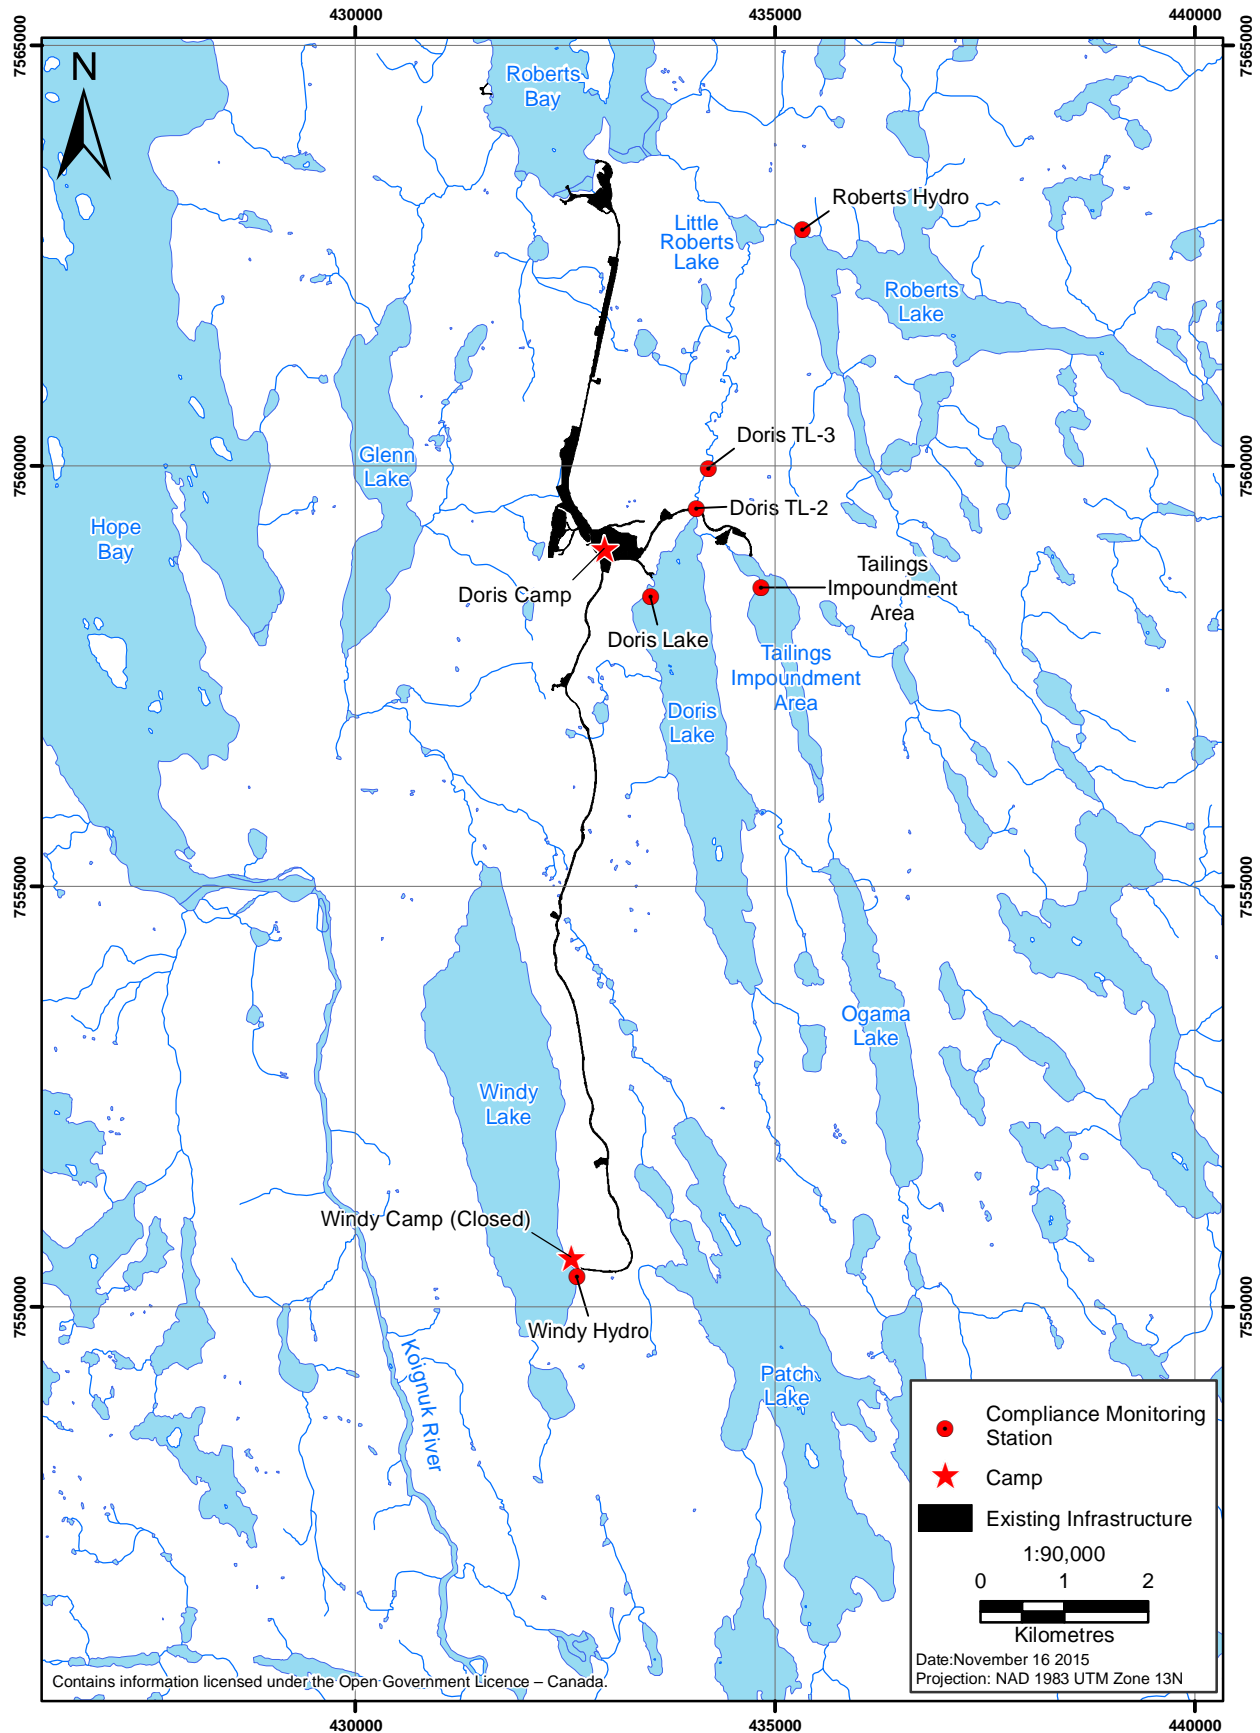 430000
435000
440000
7565000
7565000
N
Roberts
Bay
Roberts Hydro
Little
Roberts
Lake
Roberts
Lake
Doris TL-3
7560000
7560000
Glenn
Lake
Doris TL-2
Hope
Bay
Tailings
Impoundment
Area
Doris Camp
Doris Lake
Tailings
Impoundment
Area
Doris
Lake
7555000
7555000
Ogama
Lake
Windy
Lake
Windy Camp (Closed)
7550000
7550000
Windy Hydro
Koignuk River
Patch
Lake
Compliance Monitoring
Station
Camp
Existing Infrastructure
1:90,000
0 1 2
Kilometres
Date:November 16 2015
Projection: NAD 1983 UTM Zone 13N
Contains information licensed under the Open Government Licence – Canada.
430000
435000
440000